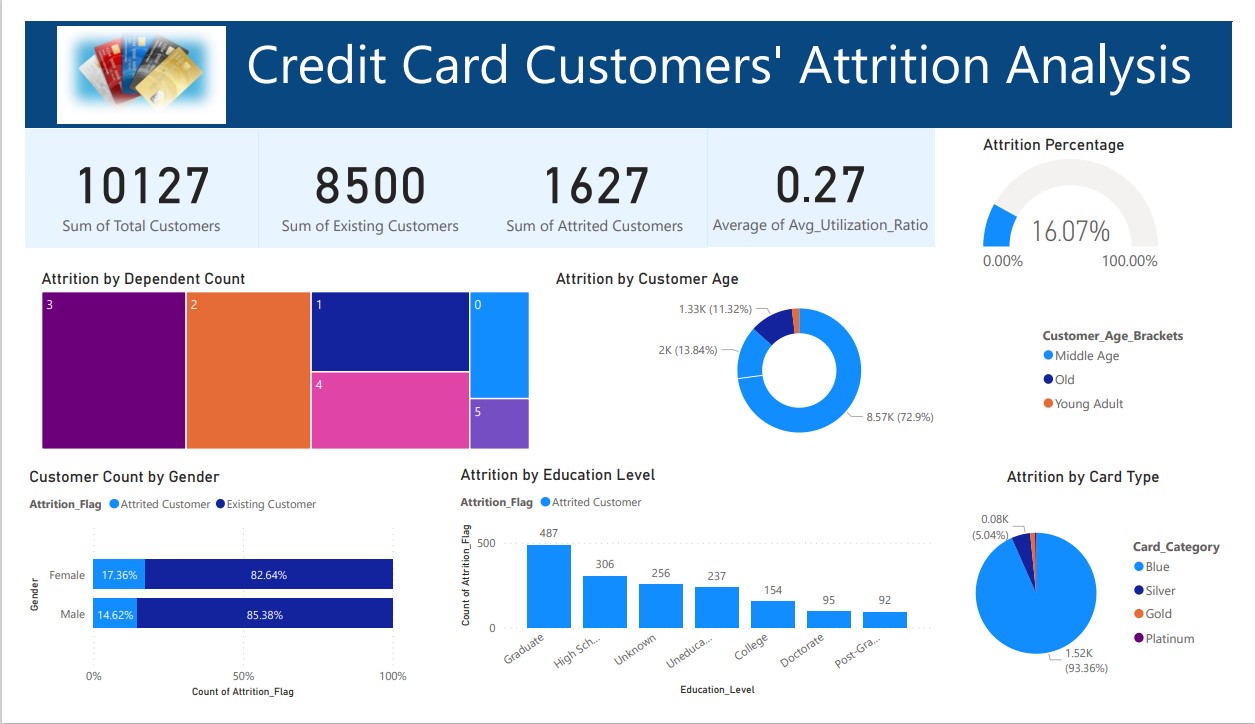 Credit Card Customers' Attrition Analysis
10127
Sum of Total Customers
8500
Sum of Existing Customers
1627
Sum of Attrited Customers
0.27
Average of Avg_Utilization_Ratio
Attrition Percentage
16.07%
0.00%
100.00%
Attrition by Dependent Count
3
2
1
4
0
5
Attrition by Customer Age
1.33K (11.32%)
2K (13.84%)
8.57K (72.9%)
Customer_Age_Brackets
Middle Age
Old
Young Adult
Customer Count by Gender
Attrition_Flag Attrited Customer Existing Customer
Gender
Female 17.36% 82.64%
Male 14.62% 85.38%
0% 50% 100%
Count of Attrition_Flag
Attrition by Education Level
Attrition_Flag Attrited Customer
Count of Attrition_Flag
500
0
487
306
256
237
154
95
92
Graduate
High Sch...
Unknown
Uneduca...
College
Doctorate
Post-Gra...
Education_Level
Attrition by Card Type
0.08K
(5.04%)
1.52K
(93.36%)
Card_Category
Blue
Silver
Gold
Platinum